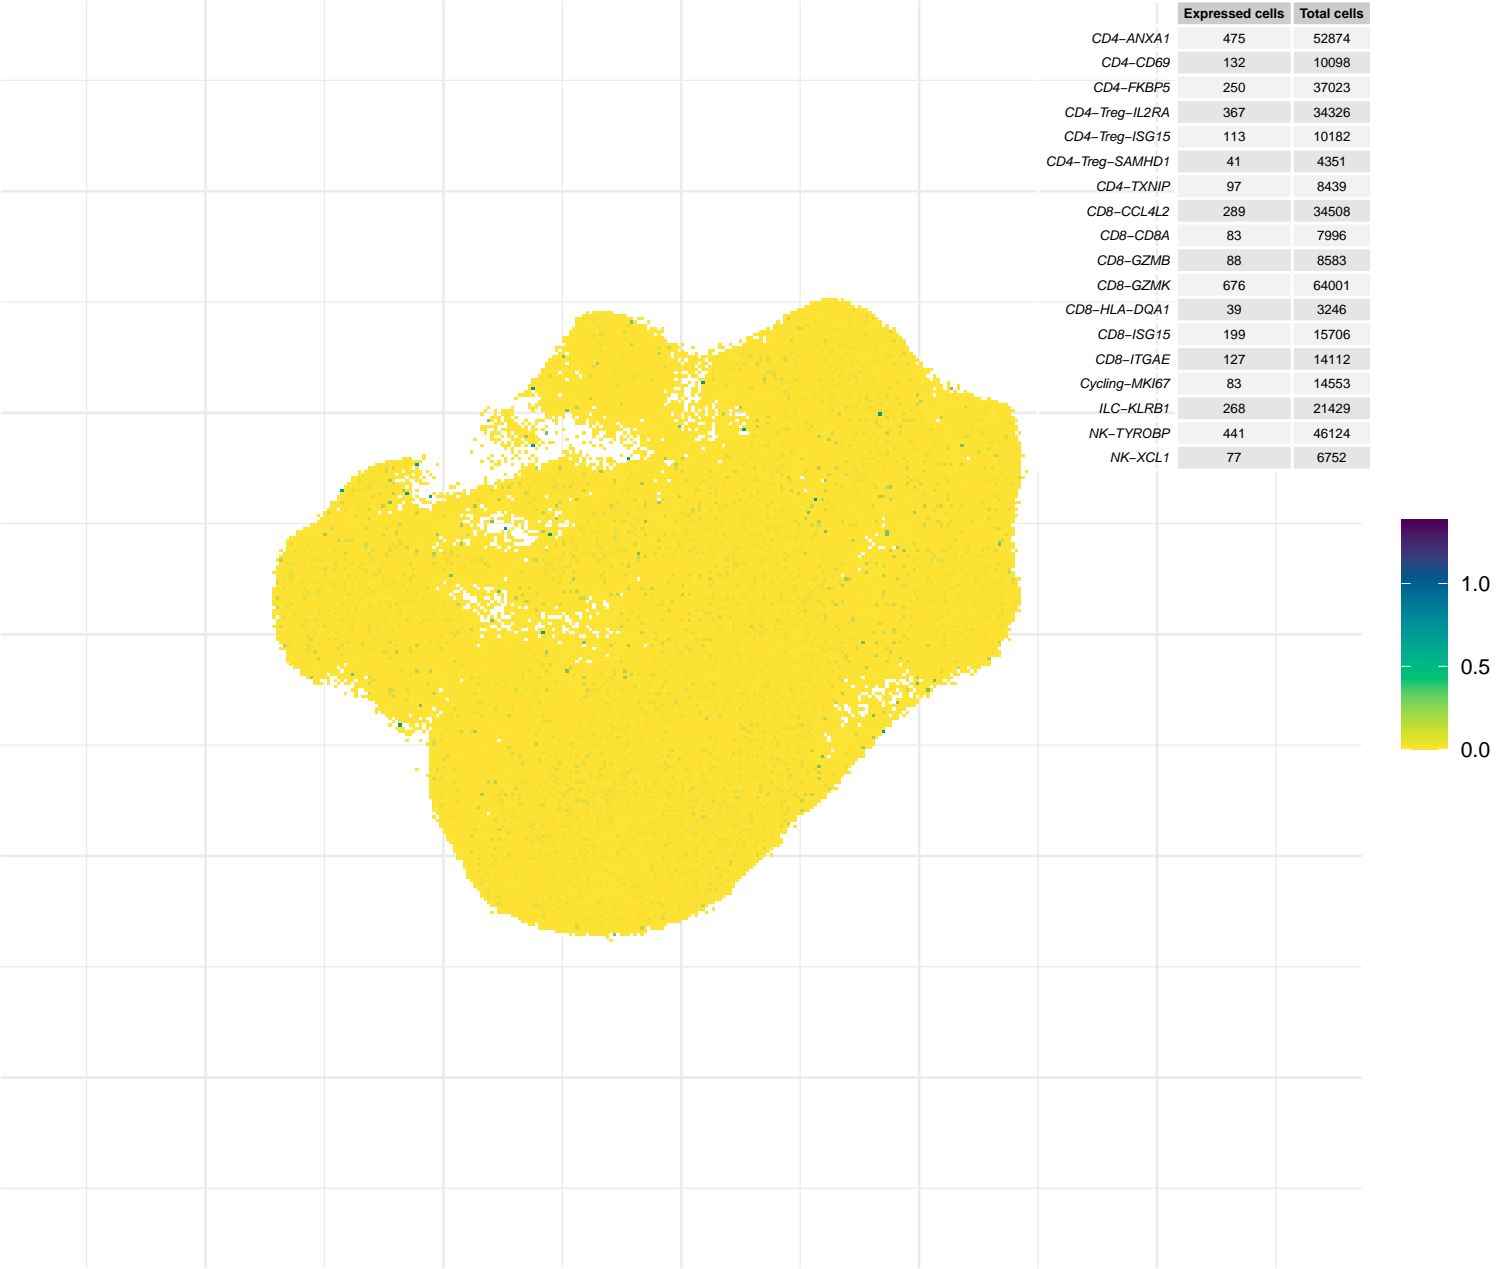 Expressed cells Total cells
CD4−ANXA1 475 52874
CD4−CD69 132 10098
CD4−FKBP5 250 37023
CD4−Treg−IL2RA 367 34326
CD4−Treg−ISG15 113 10182
CD4−Treg−SAMHD1 41 4351
CD4−TXNIP 97 8439
CD8−CCL4L2 289 34508
CD8−CD8A 83 7996
CD8−GZMB 88 8583
CD8−GZMK 676 64001
CD8−HLA−DQA1 39 3246
CD8−ISG15 199 15706
CD8−ITGAE 127 14112
Cycling−MKI67 83 14553
ILC−KLRB1 268 21429
NK−TYROBP 441 46124
NK−XCL1 77 6752
1.0
0.5
0.0